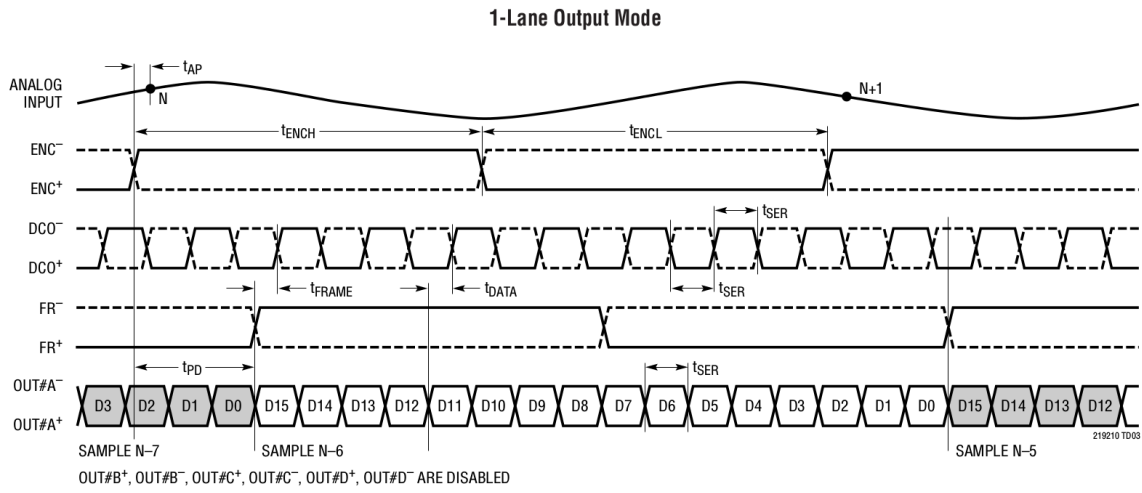 1-Lane Output Mode
ANALOG INPUT
tAP
N
N+1
tENCH
tENCL
ENC−
ENC+
DCO−
DCO+
tSER
tFRAME
tDATA
tSER
FR−
FR+
tPD
tSER
OUT#A−
OUT#A+
D3 D2 D1 D0 D15 D14 D13 D12 D11 D10 D9 D8 D7 D6 D5 D4 D3 D2 D1 D0 D15 D14 D13 D12
219210 TD03
SAMPLE N–7
SAMPLE N–6
SAMPLE N–5
OUT#B+, OUT#B−, OUT#C+, OUT#C−, OUT#D+, OUT#D− ARE DISABLED